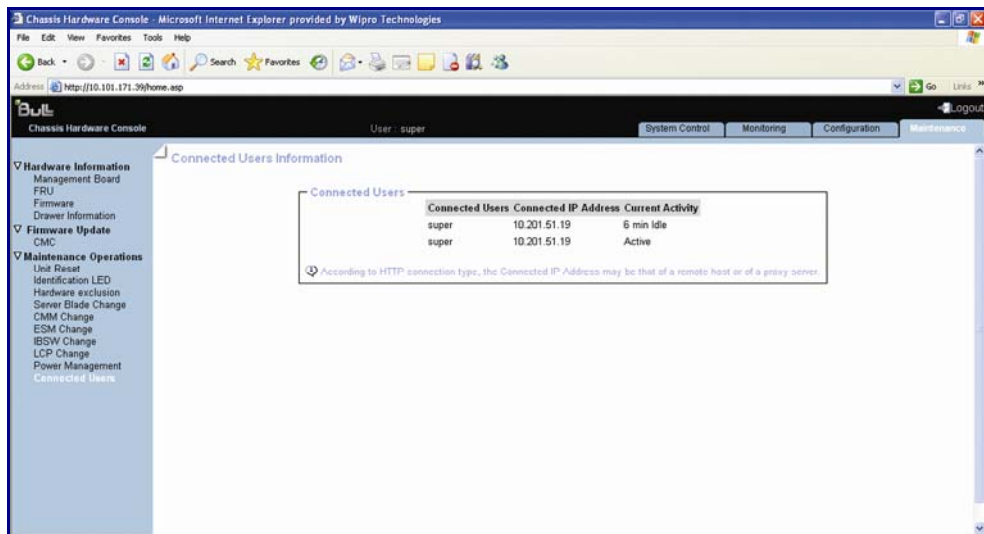 Chassis Hardware Console - Microsoft Internet Explorer provided by Wipro Technologies
File Edit View Favorites Tools Help
Back Search Favorites
Address http://10.101.171.39/home.asp Go Links »
Bull Logout
Chassis Hardware Console User : super System Control Monitoring Configuration Maintenance
Connected Users Information
Hardware Information
Management Board
FRU
Firmware
Drawer Information
Firmware Update
CMC
Maintenance Operations
Unit Reset
Identification LED
Hardware exclusion
Server Blade Change
CMM Change
ESM Change
IBSW Change
LCP Change
Power Management
Connected Users
Connected Users
Connected Users Connected IP Address Current Activity
super 10.201.51.19 6 min Idle
super 10.201.51.19 Active
According to HTTP connection type, the Connected IP Address may be that of a remote host or of a proxy server.